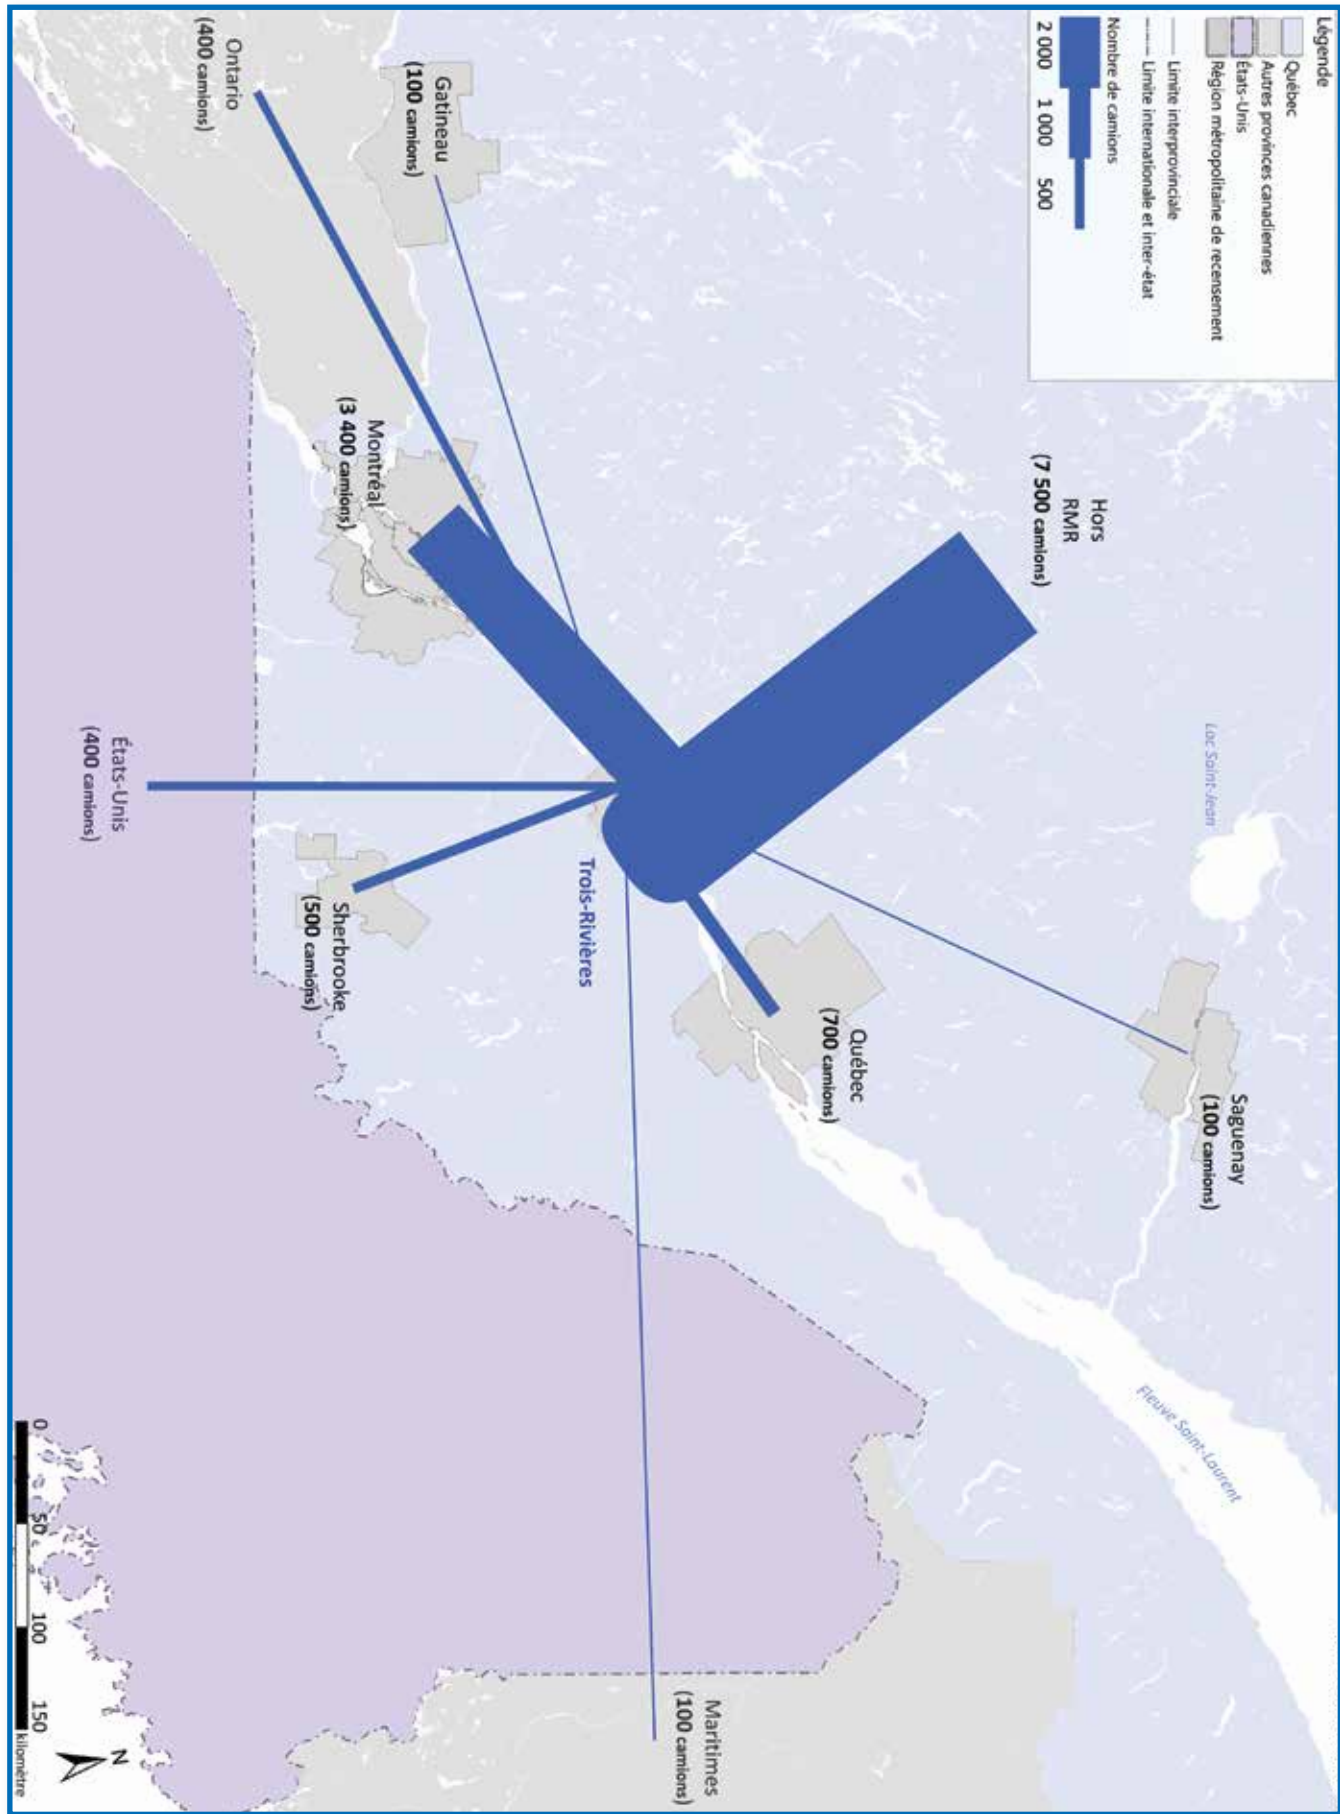 Légende
Québec
Autres provinces canadiennes
États-Unis
Région métropolitaine de recensement
Limite interprovinciale
Limite internationale et inter-état
Nombre de camions
2 000 1 000 500
Hors
RMR
(7 500 camions)
Lac Saint-Jean
Saguenay
(100 camions)
Fleuve Saint-Laurent
Québec
(700 camions)
Gatineau
(100 camions)
Ontario
(400 camions)
Montréal
(3 400 camions)
Trois-Rivières
Sherbrooke
(500 camions)
États-Unis
(400 camions)
Maritimes
(100 camions)
0 50 100 150
kilomètre
N